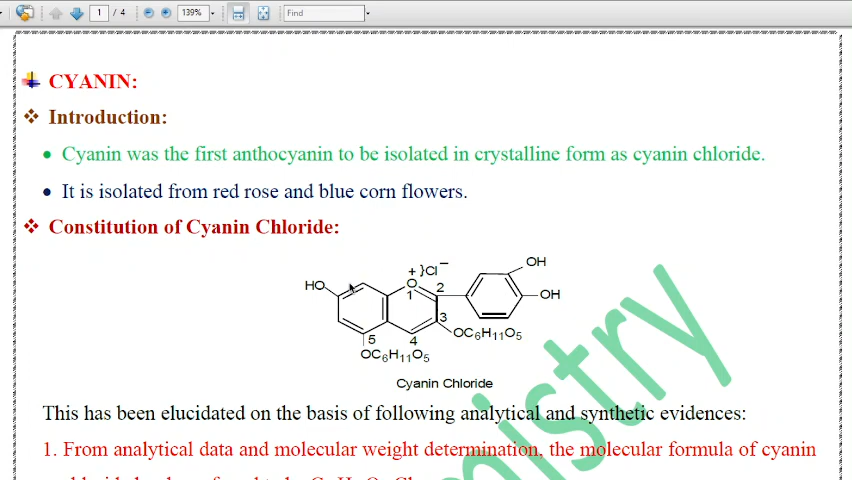 1 / 4 139% Find
CYANIN:
Introduction:
Cyanin was the first anthocyanin to be isolated in crystalline form as cyanin chloride.
It is isolated from red rose and blue corn flowers.
Constitution of Cyanin Chloride:
+ }Cl −
OH
HO O 1 2 OH
3
5 4 OC6H11O5
OC6H11O5
Cyanin Chloride
This has been elucidated on the basis of following analytical and synthetic evidences:
1. From analytical data and molecular weight determination, the molecular formula of cyanin